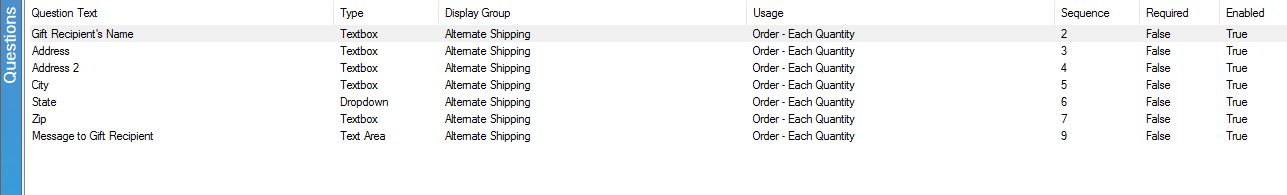 Questions
Question Text Type Display Group Usage Sequence Required Enabled
Gift Recipient's Name Textbox Alternate Shipping Order - Each Quantity 2 False True
Address Textbox Alternate Shipping Order - Each Quantity 3 False True
Address 2 Textbox Alternate Shipping Order - Each Quantity 4 False True
City Textbox Alternate Shipping Order - Each Quantity 5 False True
State Dropdown Alternate Shipping Order - Each Quantity 6 False True
Zip Textbox Alternate Shipping Order - Each Quantity 7 False True
Message to Gift Recipient Text Area Alternate Shipping Order - Each Quantity 9 False True